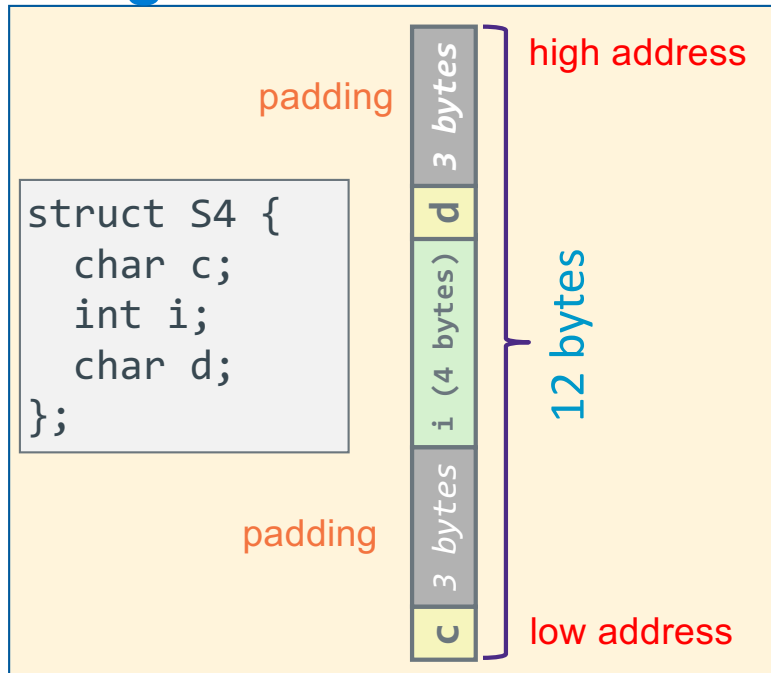 high address
padding
3 bytes
struct S4 {
char c;
int i;
char d;
};
d
i (4 bytes)
12 bytes
padding
3 bytes
c
low address